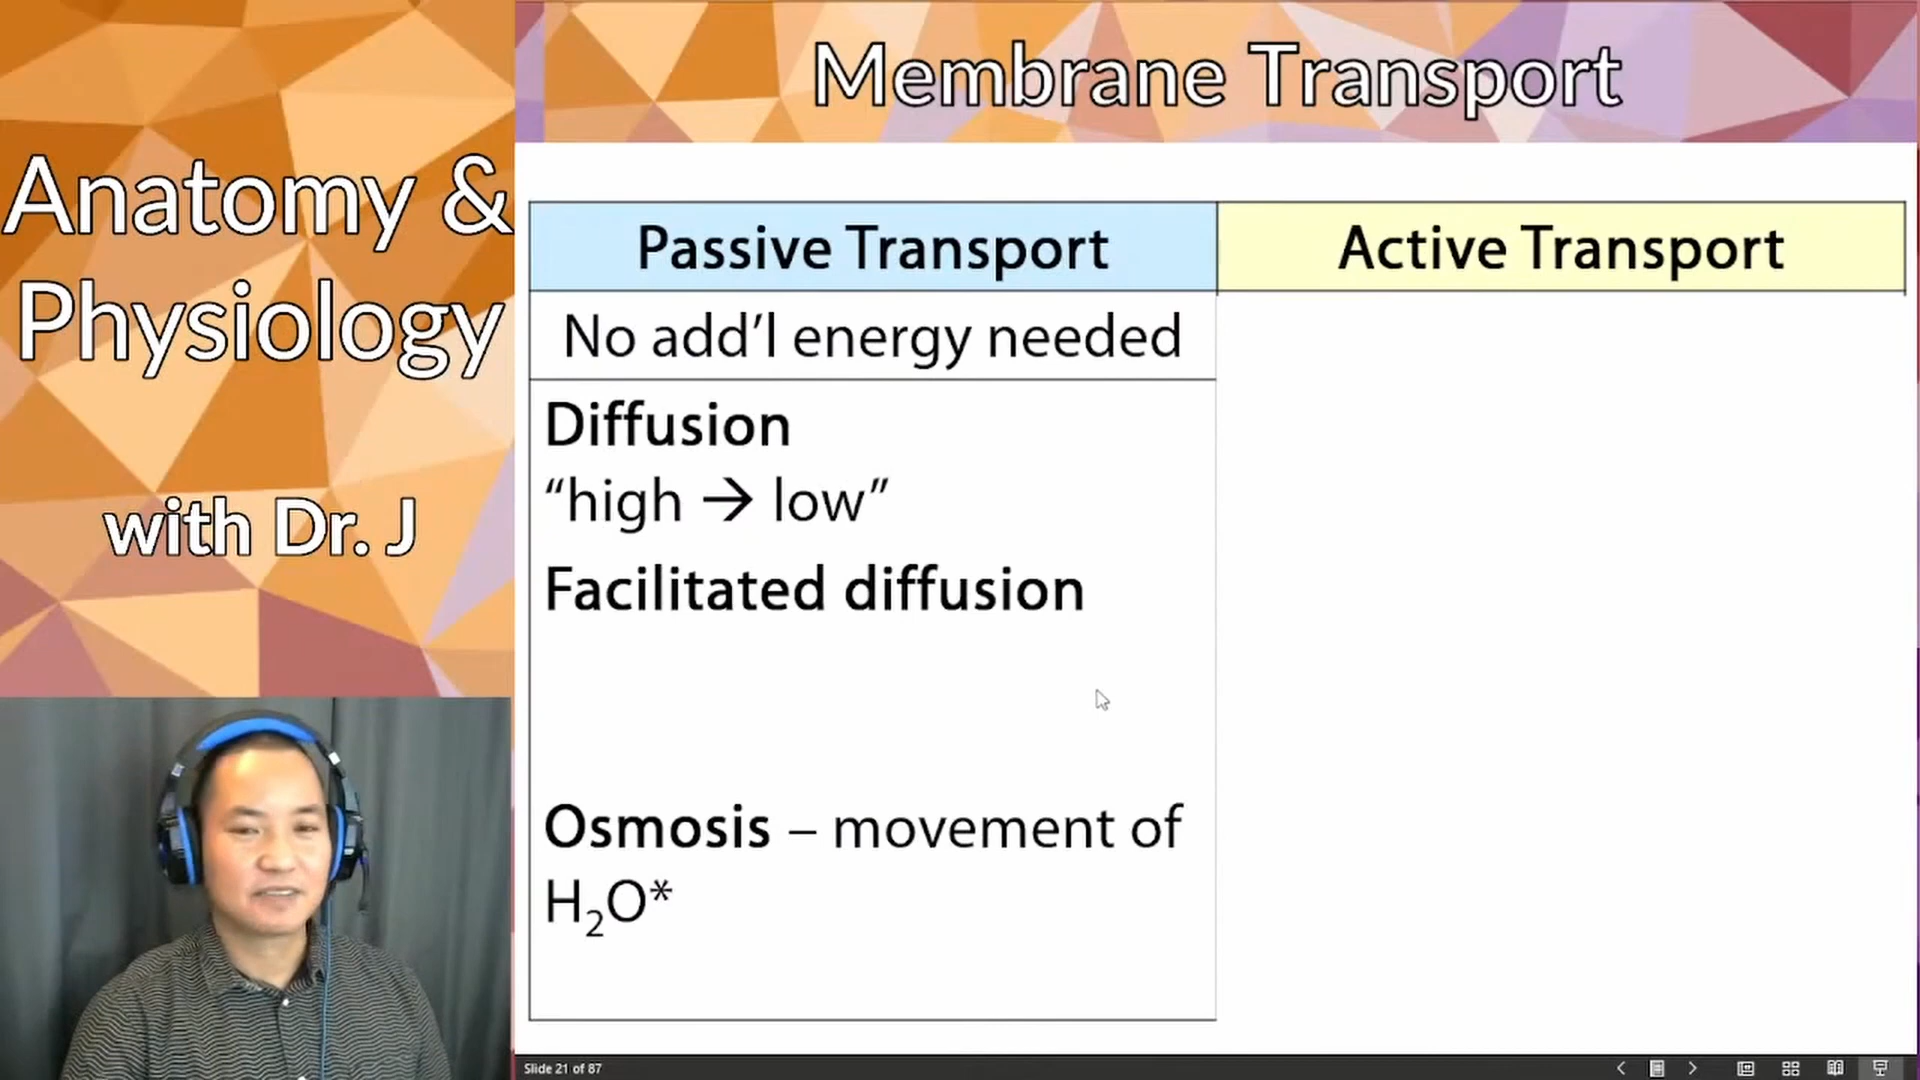 Anatomy &
Physiology
with Dr. J
Membrane Transport
Passive Transport
Active Transport
No add’l energy needed
Diffusion
“high → low”
Facilitated diffusion
Osmosis – movement of
H₂O*
Slide 21 of 87